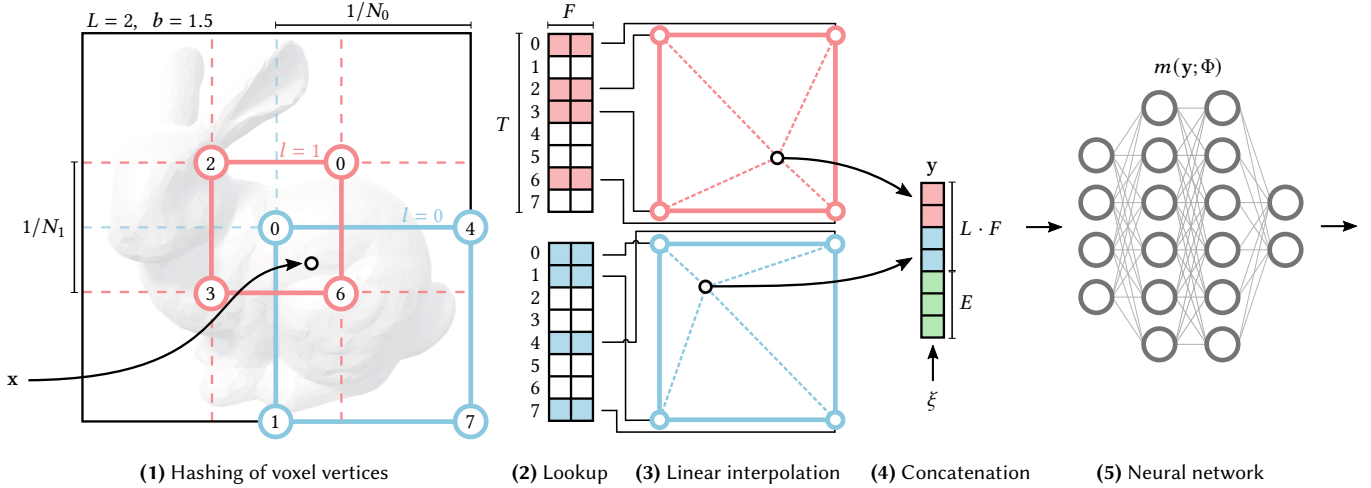 L = 2, b = 1.5
1/N₀
l = 1
2
0
1/N₁
l = 0
0
4
3
6
x
1
7
F
T
0
1
2
3
4
5
6
7
0
1
2
3
4
5
6
7
y
L · F
E
ξ
m(y; Φ)
(1) Hashing of voxel vertices
(2) Lookup
(3) Linear interpolation
(4) Concatenation
(5) Neural network